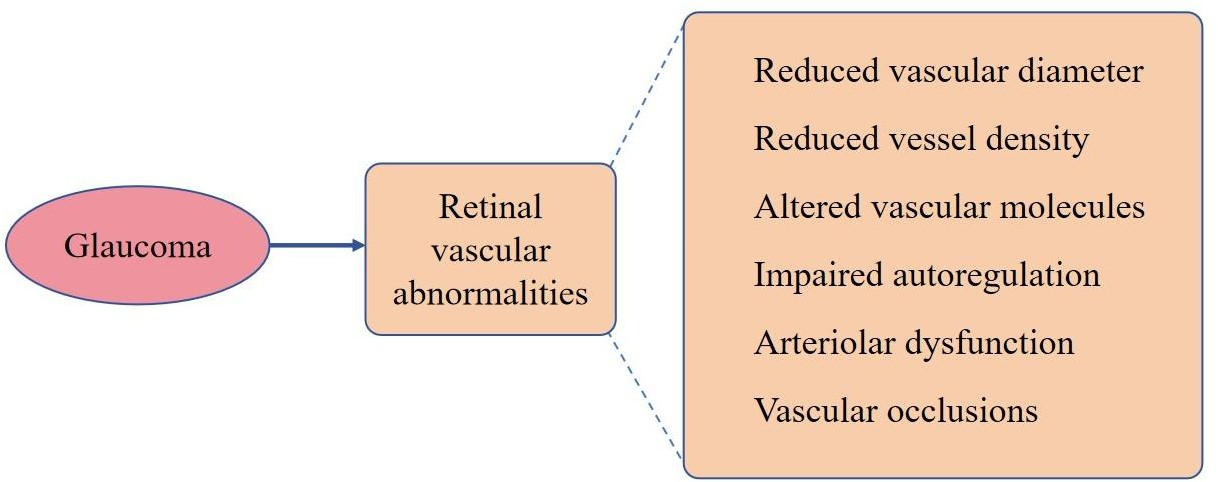 Glaucoma
Retinal
vascular
abnormalities
Reduced vascular diameter
Reduced vessel density
Altered vascular molecules
Impaired autoregulation
Arteriolar dysfunction
Vascular occlusions